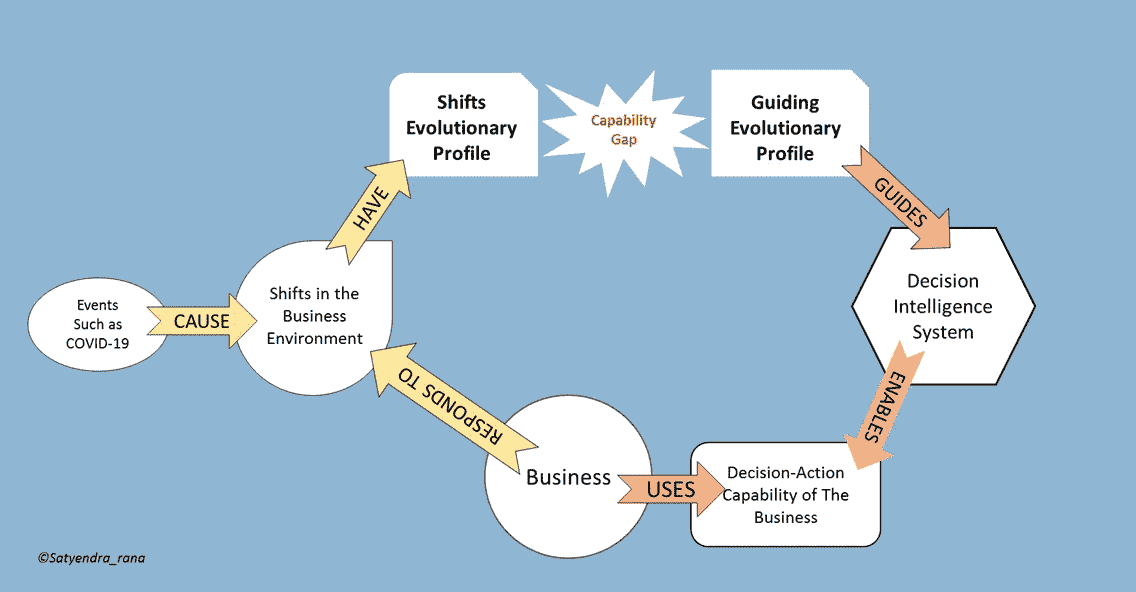 Shifts
Evolutionary
Profile
Capability
Gap
Guiding
Evolutionary
Profile
HAVE
GUIDES
Events
Such as
COVID-19
CAUSE
Shifts in the
Business
Environment
Decision
Intelligence
System
RESPONDS TO
ENABLES
Business
USES
Decision-Action
Capability of The
Business
©Satyendra_rana